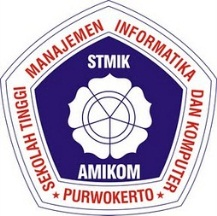 SEKOLAH TINGGI MANAJEMEN INFORMATIKA DAN KOMPUTER
STMIK
AMIKOM
* PURWOKERTO *